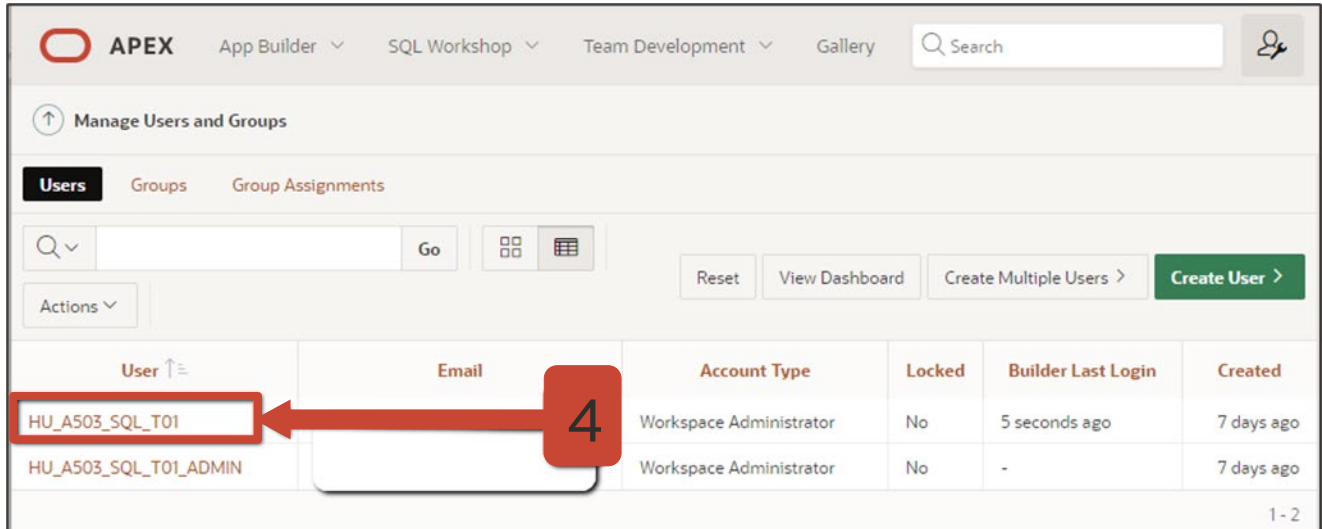 APEX App Builder SQL Workshop Team Development Gallery Search
Manage Users and Groups
Users Groups Group Assignments
Go
Reset View Dashboard Create Multiple Users > Create User >
Actions
User Email Account Type Locked Builder Last Login Created
HU_A503_SQL_T01 4 Workspace Administrator No 5 seconds ago 7 days ago
HU_A503_SQL_T01_ADMIN Workspace Administrator No - 7 days ago
1 - 2